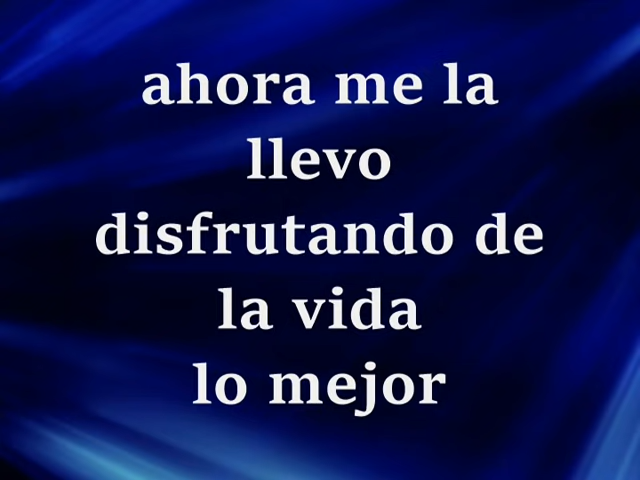 ahora me la
llevo
disfrutando de
la vida
lo mejor